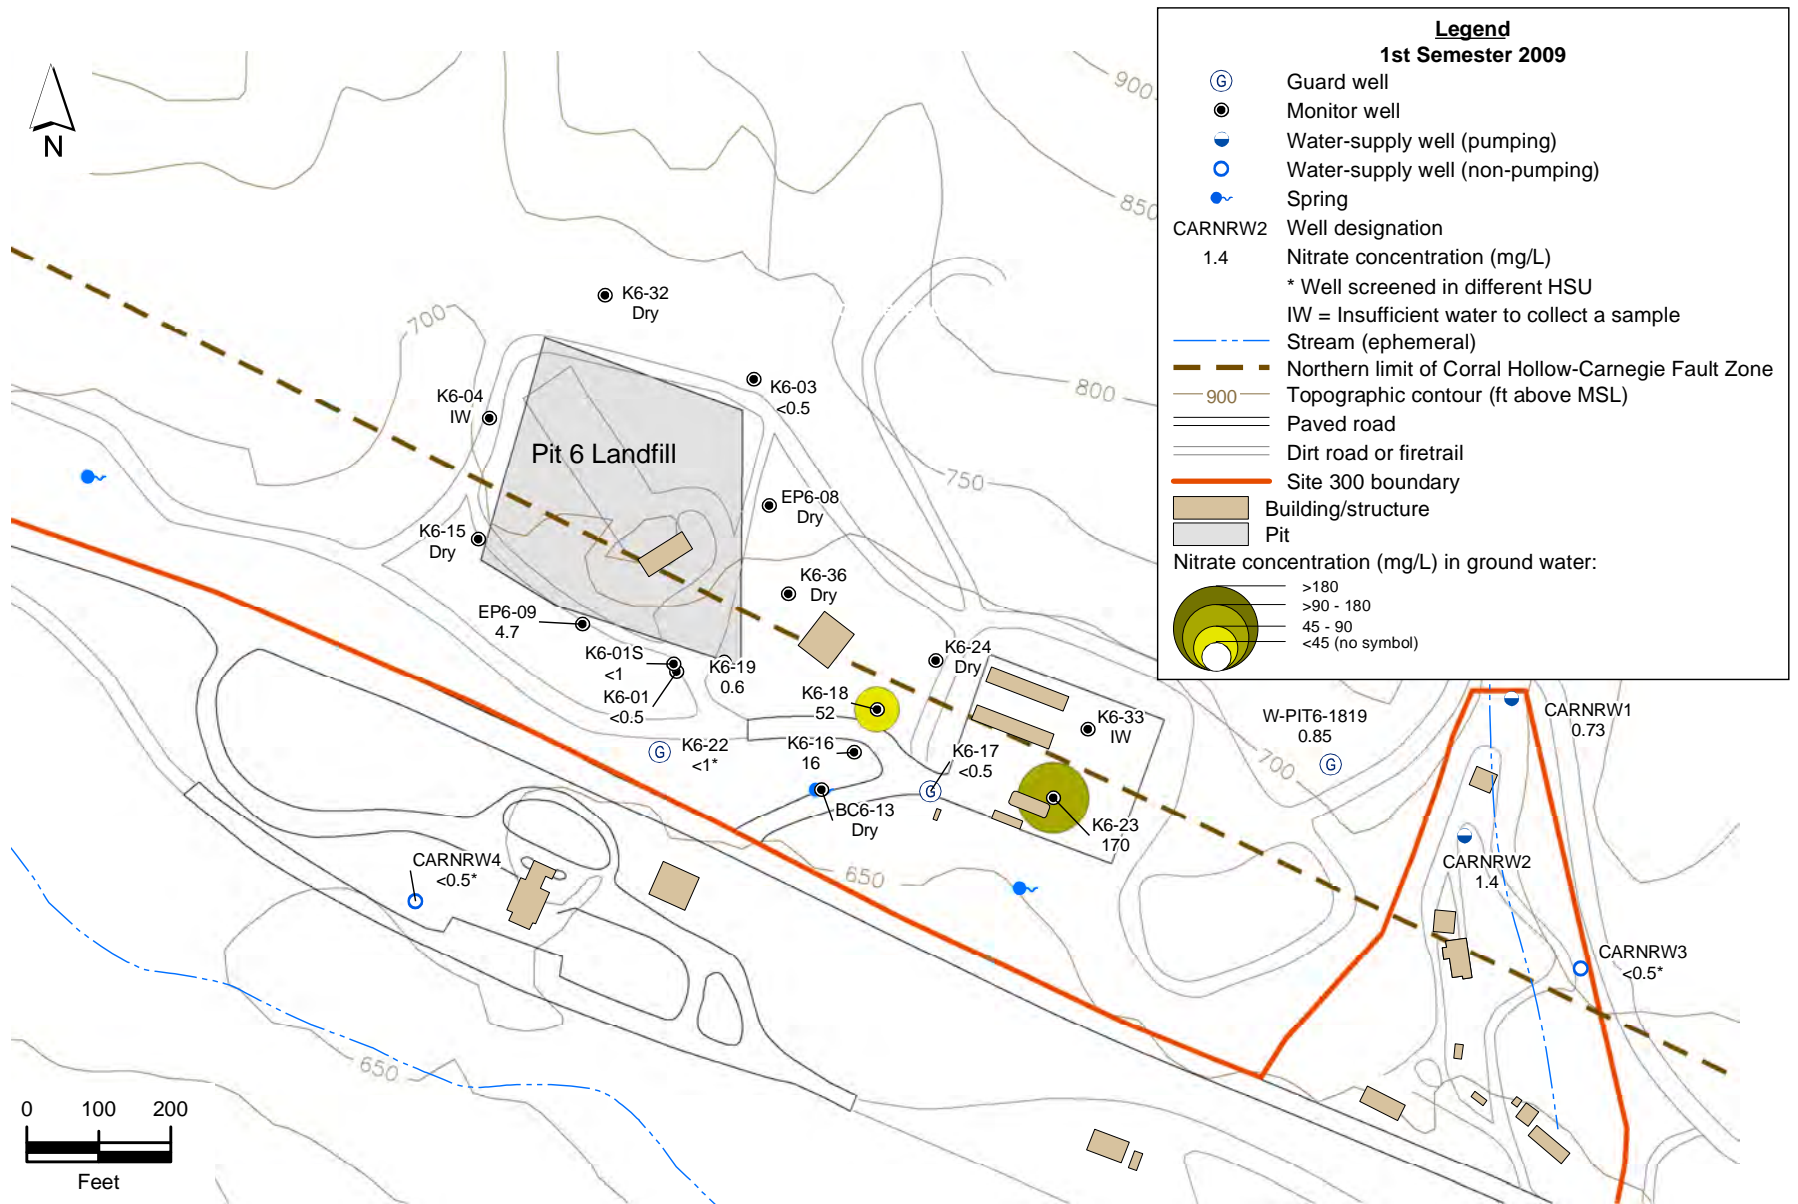 Legend
1st Semester 2009
G Guard well
Monitor well
Water-supply well (pumping)
Water-supply well (non-pumping)
Spring
CARNRW2 Well designation
1.4 Nitrate concentration (mg/L)
* Well screened in different HSU
IW = Insufficient water to collect a sample
Stream (ephemeral)
Northern limit of Corral Hollow-Carnegie Fault Zone
900 Topographic contour (ft above MSL)
Paved road
Dirt road or firetrail
Site 300 boundary
Building/structure
Pit
Nitrate concentration (mg/L) in ground water:
>180
>90 - 180
45 - 90
<45 (no symbol)
N
900
850
K6-32
Dry
700
K6-03
<0.5
800
K6-04
IW
Pit 6 Landfill
750
EP6-08
Dry
K6-15
Dry
K6-36
Dry
EP6-09
4.7
K6-01S
<1
K6-01
<0.5
K6-19
0.6
K6-24
Dry
K6-18
52
K6-33
IW
W-PIT6-1819
0.85
G
CARNRW1
0.73
K6-22
<1*
G
K6-16
16
K6-17
<0.5
G
700
BC6-13
Dry
K6-23
170
CARNRW4
<0.5*
650
CARNRW2
1.4
CARNRW3
<0.5*
650
0 100 200
Feet